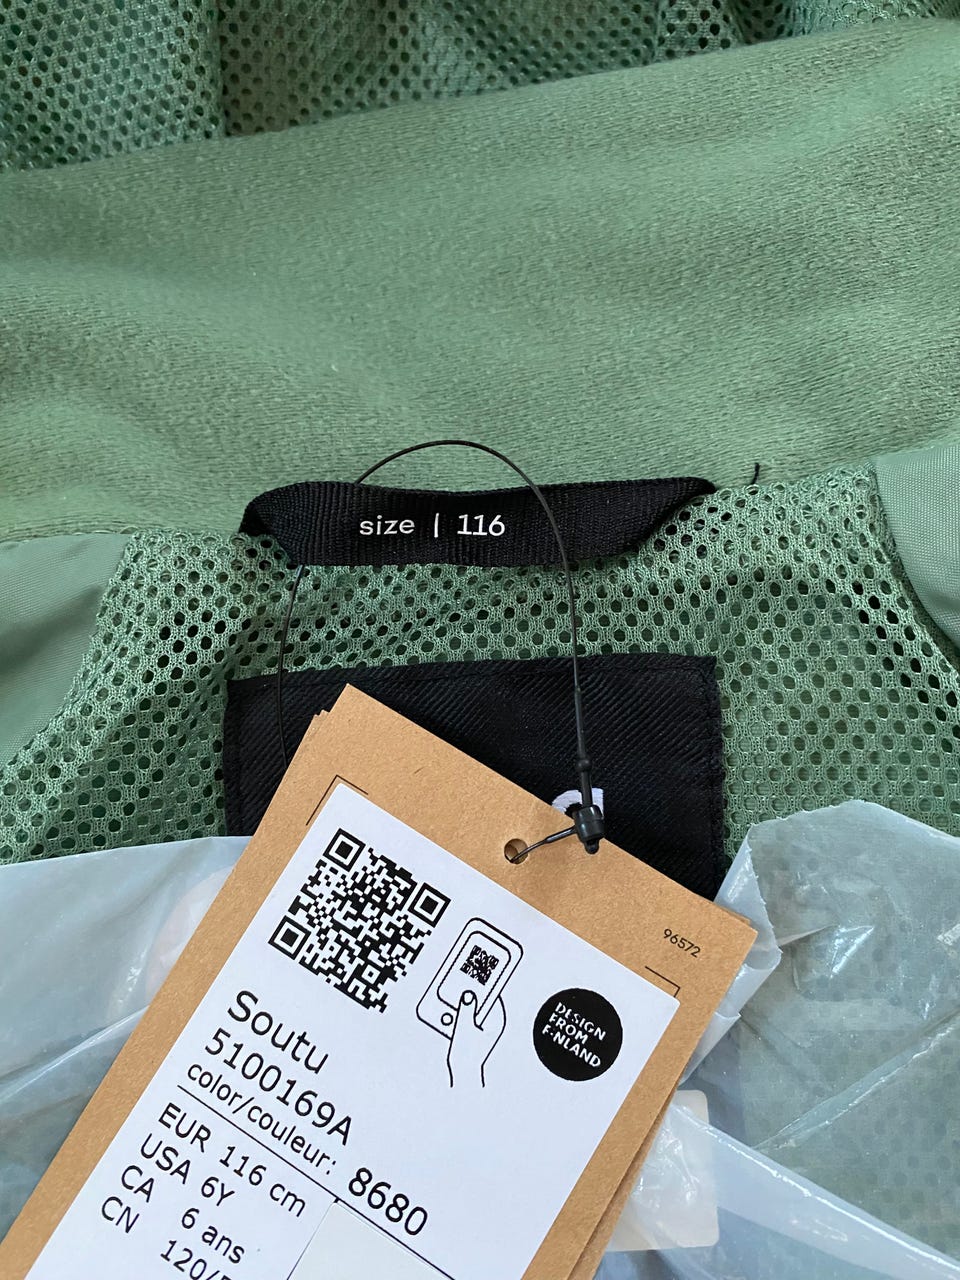 size | 116
96572
DESIGN
FROM
FINLAND
Soutu
5100169A
color/couleur: 8680
EUR 116 cm
USA 6Y
CA 6 ans
CN